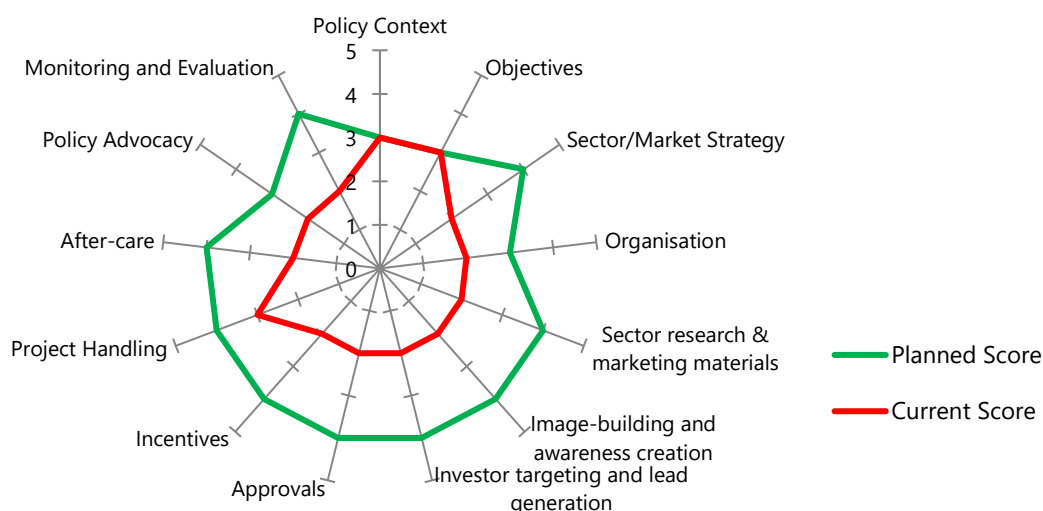 Policy Context
5
Monitoring and Evaluation
Objectives
4
Policy Advocacy
3
Sector/Market Strategy
2
After-care
1
Organisation
0
Project Handling
Sector research &
marketing materials
Planned Score
Current Score
Incentives
Image-building and
awareness creation
Approvals
Investor targeting and lead
generation